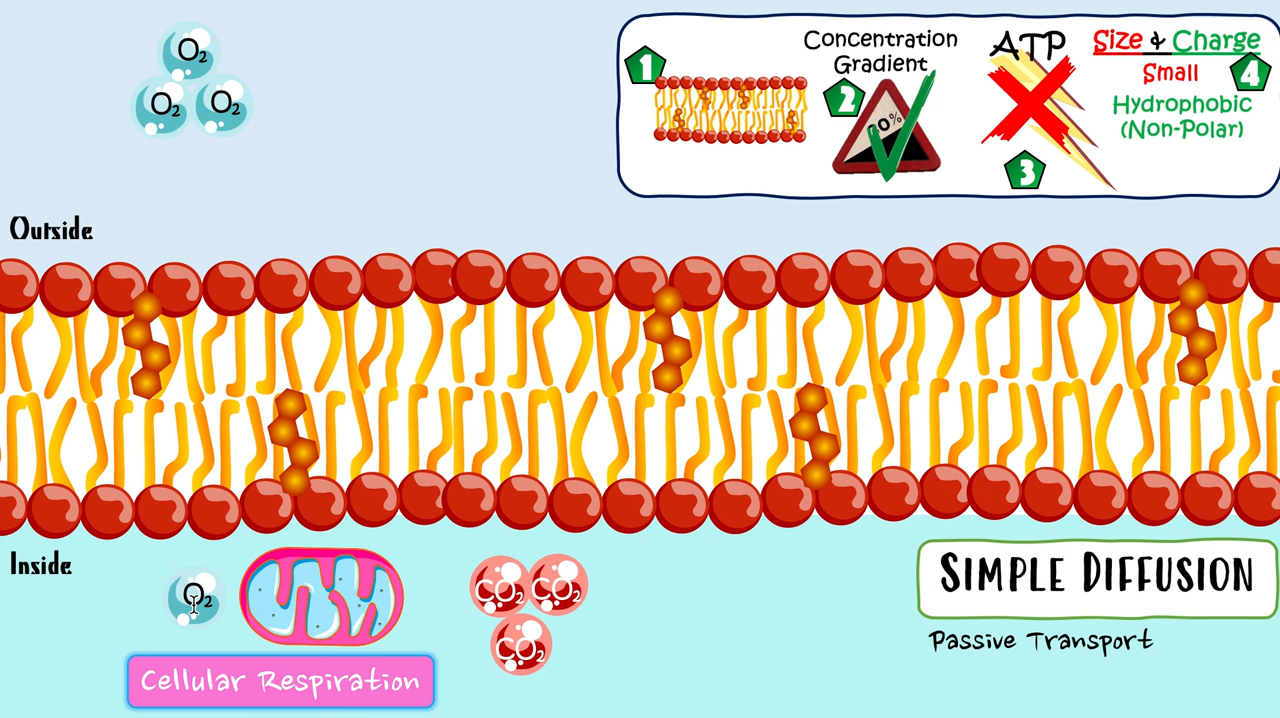 O₂
O₂ O₂
1
Concentration
Gradient
2
10%
ATP
3
Size & Charge
Small
4
Hydrophobic
(Non-Polar)
Outside
Inside
O₂
CO₂ CO₂
CO₂
Cellular Respiration
SIMPLE DIFFUSION
Passive Transport